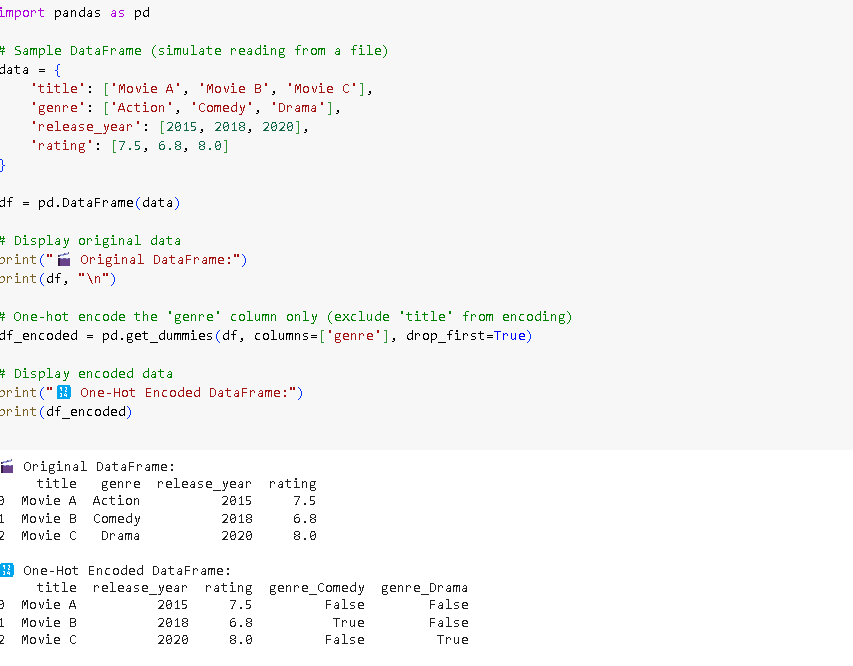 import pandas as pd
# Sample DataFrame (simulate reading from a file)
data = {
    'title': ['Movie A', 'Movie B', 'Movie C'],
    'genre': ['Action', 'Comedy', 'Drama'],
    'release_year': [2015, 2018, 2020],
    'rating': [7.5, 6.8, 8.0]
}
df = pd.DataFrame(data)
# Display original data
print("🎬 Original DataFrame:")
print(df, "\n")
# One-hot encode the 'genre' column only (exclude 'title' from encoding)
df_encoded = pd.get_dummies(df, columns=['genre'], drop_first=True)
# Display encoded data
print("🔢 One-Hot Encoded DataFrame:")
print(df_encoded)
🎬 Original DataFrame:
     title   genre  release_year  rating
0  Movie A  Action          2015     7.5
1  Movie B  Comedy          2018     6.8
2  Movie C   Drama          2020     8.0
🔢 One-Hot Encoded DataFrame:
     title  release_year  rating  genre_Comedy  genre_Drama
0  Movie A          2015     7.5         False        False
1  Movie B          2018     6.8          True        False
2  Movie C          2020     8.0         False         True